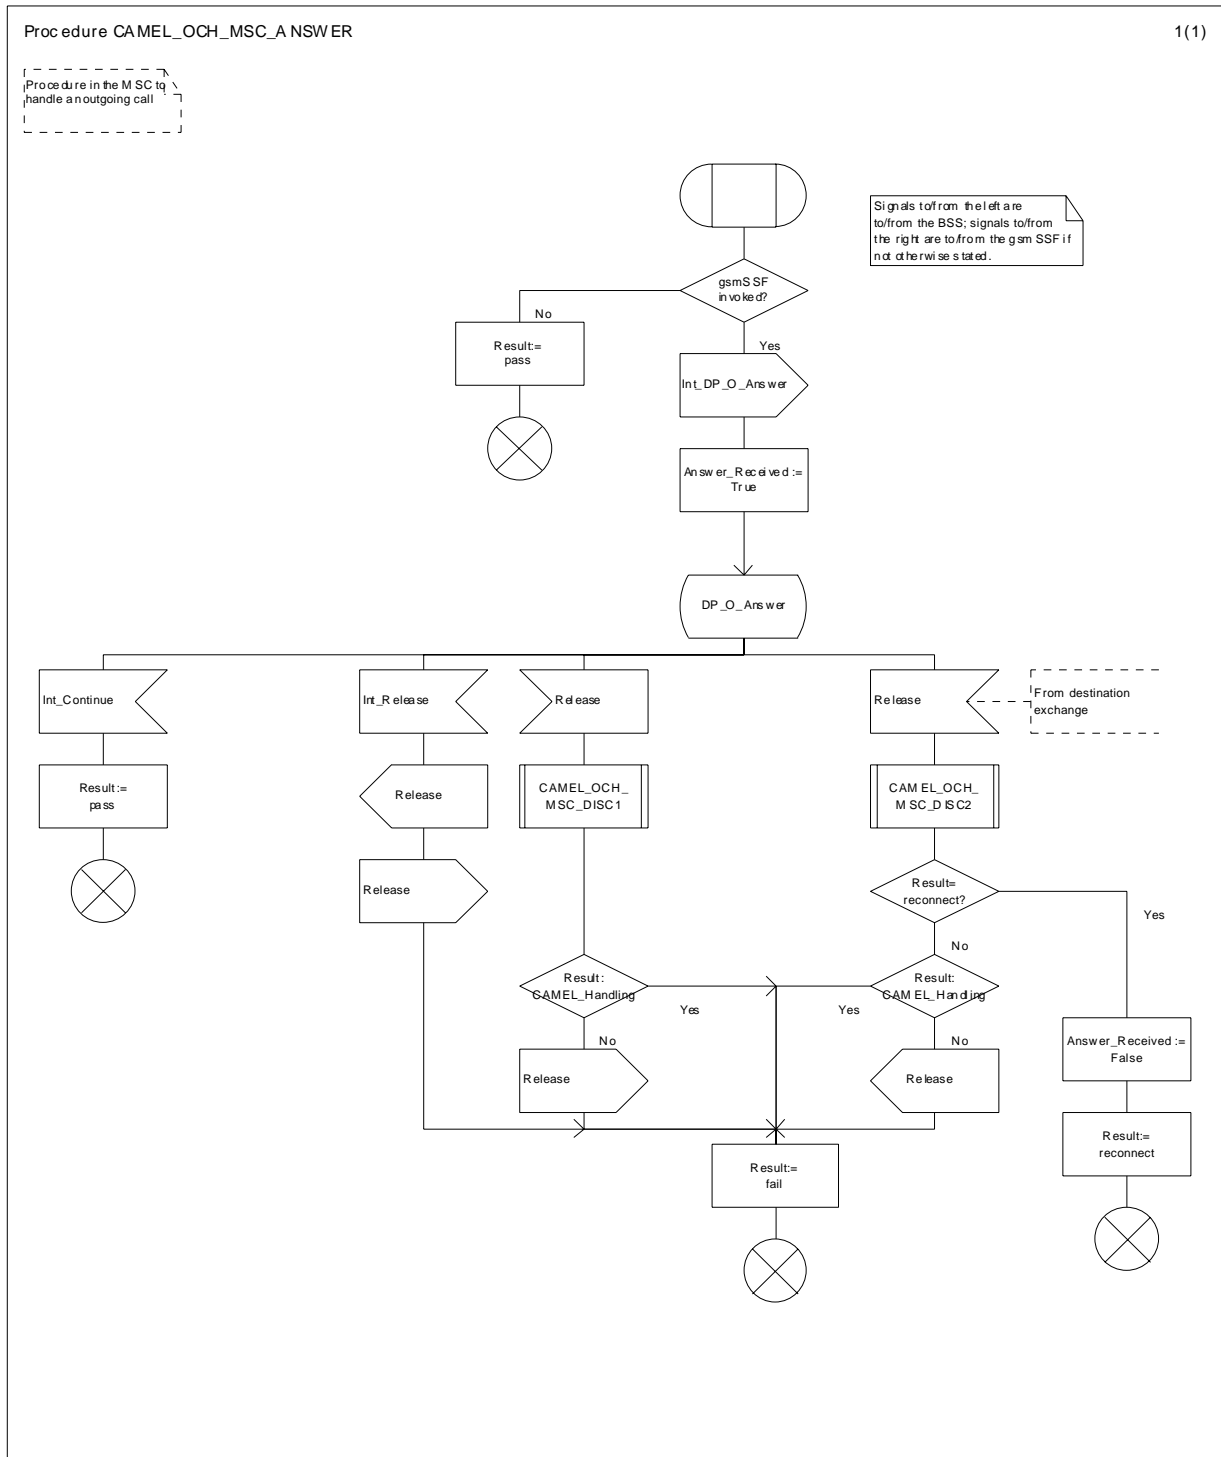 Procedure CAMEL_OCH_MSC_ANSWER
1(1)
Procedure in the MSC to
handle an outgoing call
Signals to/from the left are
to/from the BSS; signals to/from
the right are to/from the gsmSSF if
not otherwise stated.
gsmSSF
invoked?
No
Yes
Result:=
pass
Int_DP_O_Answer
Answer_Received :=
True
DP_O_Answer
Int_Continue
Int_Release
Release
Release
From destination
exchange
Result:=
pass
Release
CAMEL_OCH_
MSC_DISC1
CAMEL_OCH_
MSC_DISC2
Release
Result=
reconnect?
Yes
No
Result:
CAMEL_Handling
Yes
Result:
CAMEL_Handling
Yes
No
No
Answer_Received :=
False
Release
Release
Result:=
reconnect
Result:=
fail